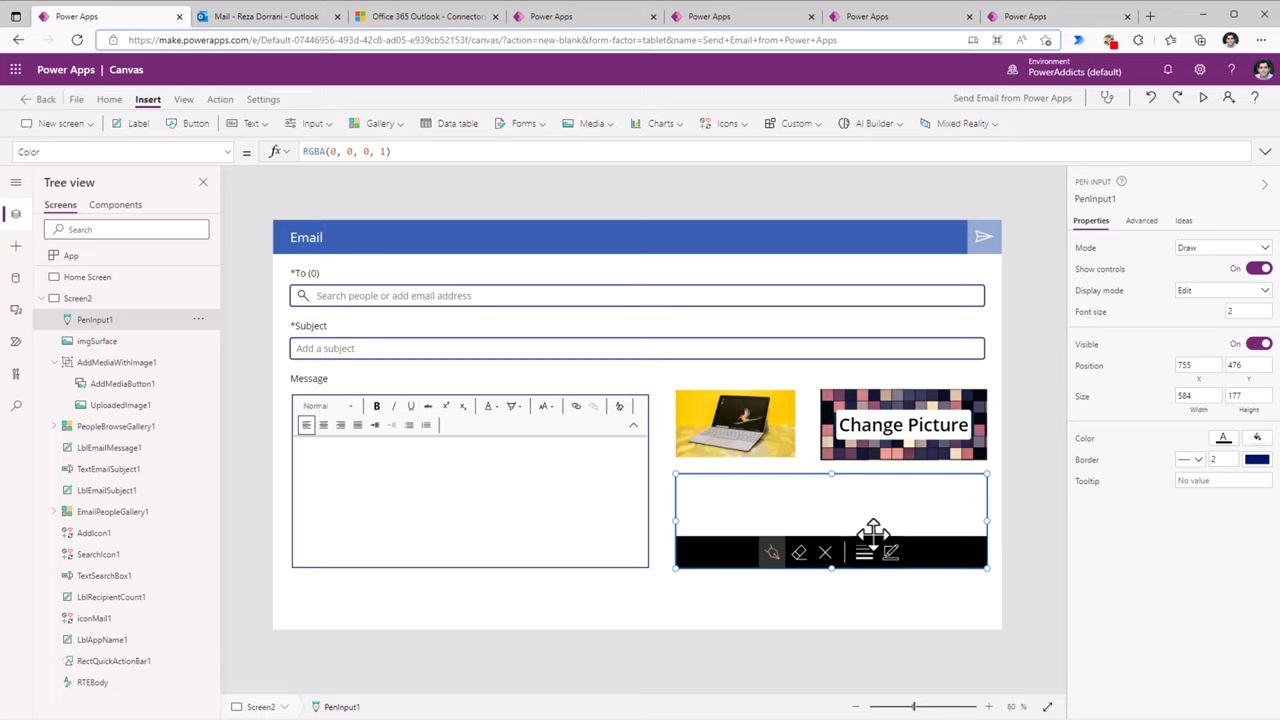 Power Apps
Mail - Reza Dorrani - Outlook
Office 365 Outlook - Connectors
Power Apps
Power Apps
Power Apps
Power Apps
https://make.powerapps.com/e/Default-07446956-493d-42c8-ad05-e939cb52153f/canvas/?action=new-blank&form-factor=tablet&name=Send+Email+from+Power+Apps
Power Apps | Canvas
Environment
PowerAddicts (default)
Back
File
Home
Insert
View
Action
Settings
Send Email from Power Apps
New screen
Label
Button
Text
Input
Gallery
Data table
Forms
Media
Charts
Icons
Custom
AI Builder
Mixed Reality
Color
=
fx
RGBA(0, 0, 0, 1)
Tree view
Screens
Components
Search
App
Home Screen
Screen2
PenInput1
imgSurface
AddMediaWithImage1
AddMediaButton1
UploadedImage1
PeopleBrowseGallery1
LblEmailMessage1
TextEmailSubject1
LblEmailSubject1
EmailPeopleGallery1
AddIcon1
SearchIcon1
TextSearchBox1
LblRecipientCount1
iconMail1
LblAppName1
RectQuickActionBar1
RTEBody
Email
*To (0)
Search people or add email address
*Subject
Add a subject
Message
Normal
Change Picture
PEN INPUT
PenInput1
Properties
Advanced
Ideas
Mode
Draw
Show controls
On
Display mode
Edit
Font size
2
Visible
On
Position
755
476
X
Y
Size
584
177
Width
Height
Color
Border
2
Tooltip
No value
Screen2
PenInput1
80 %